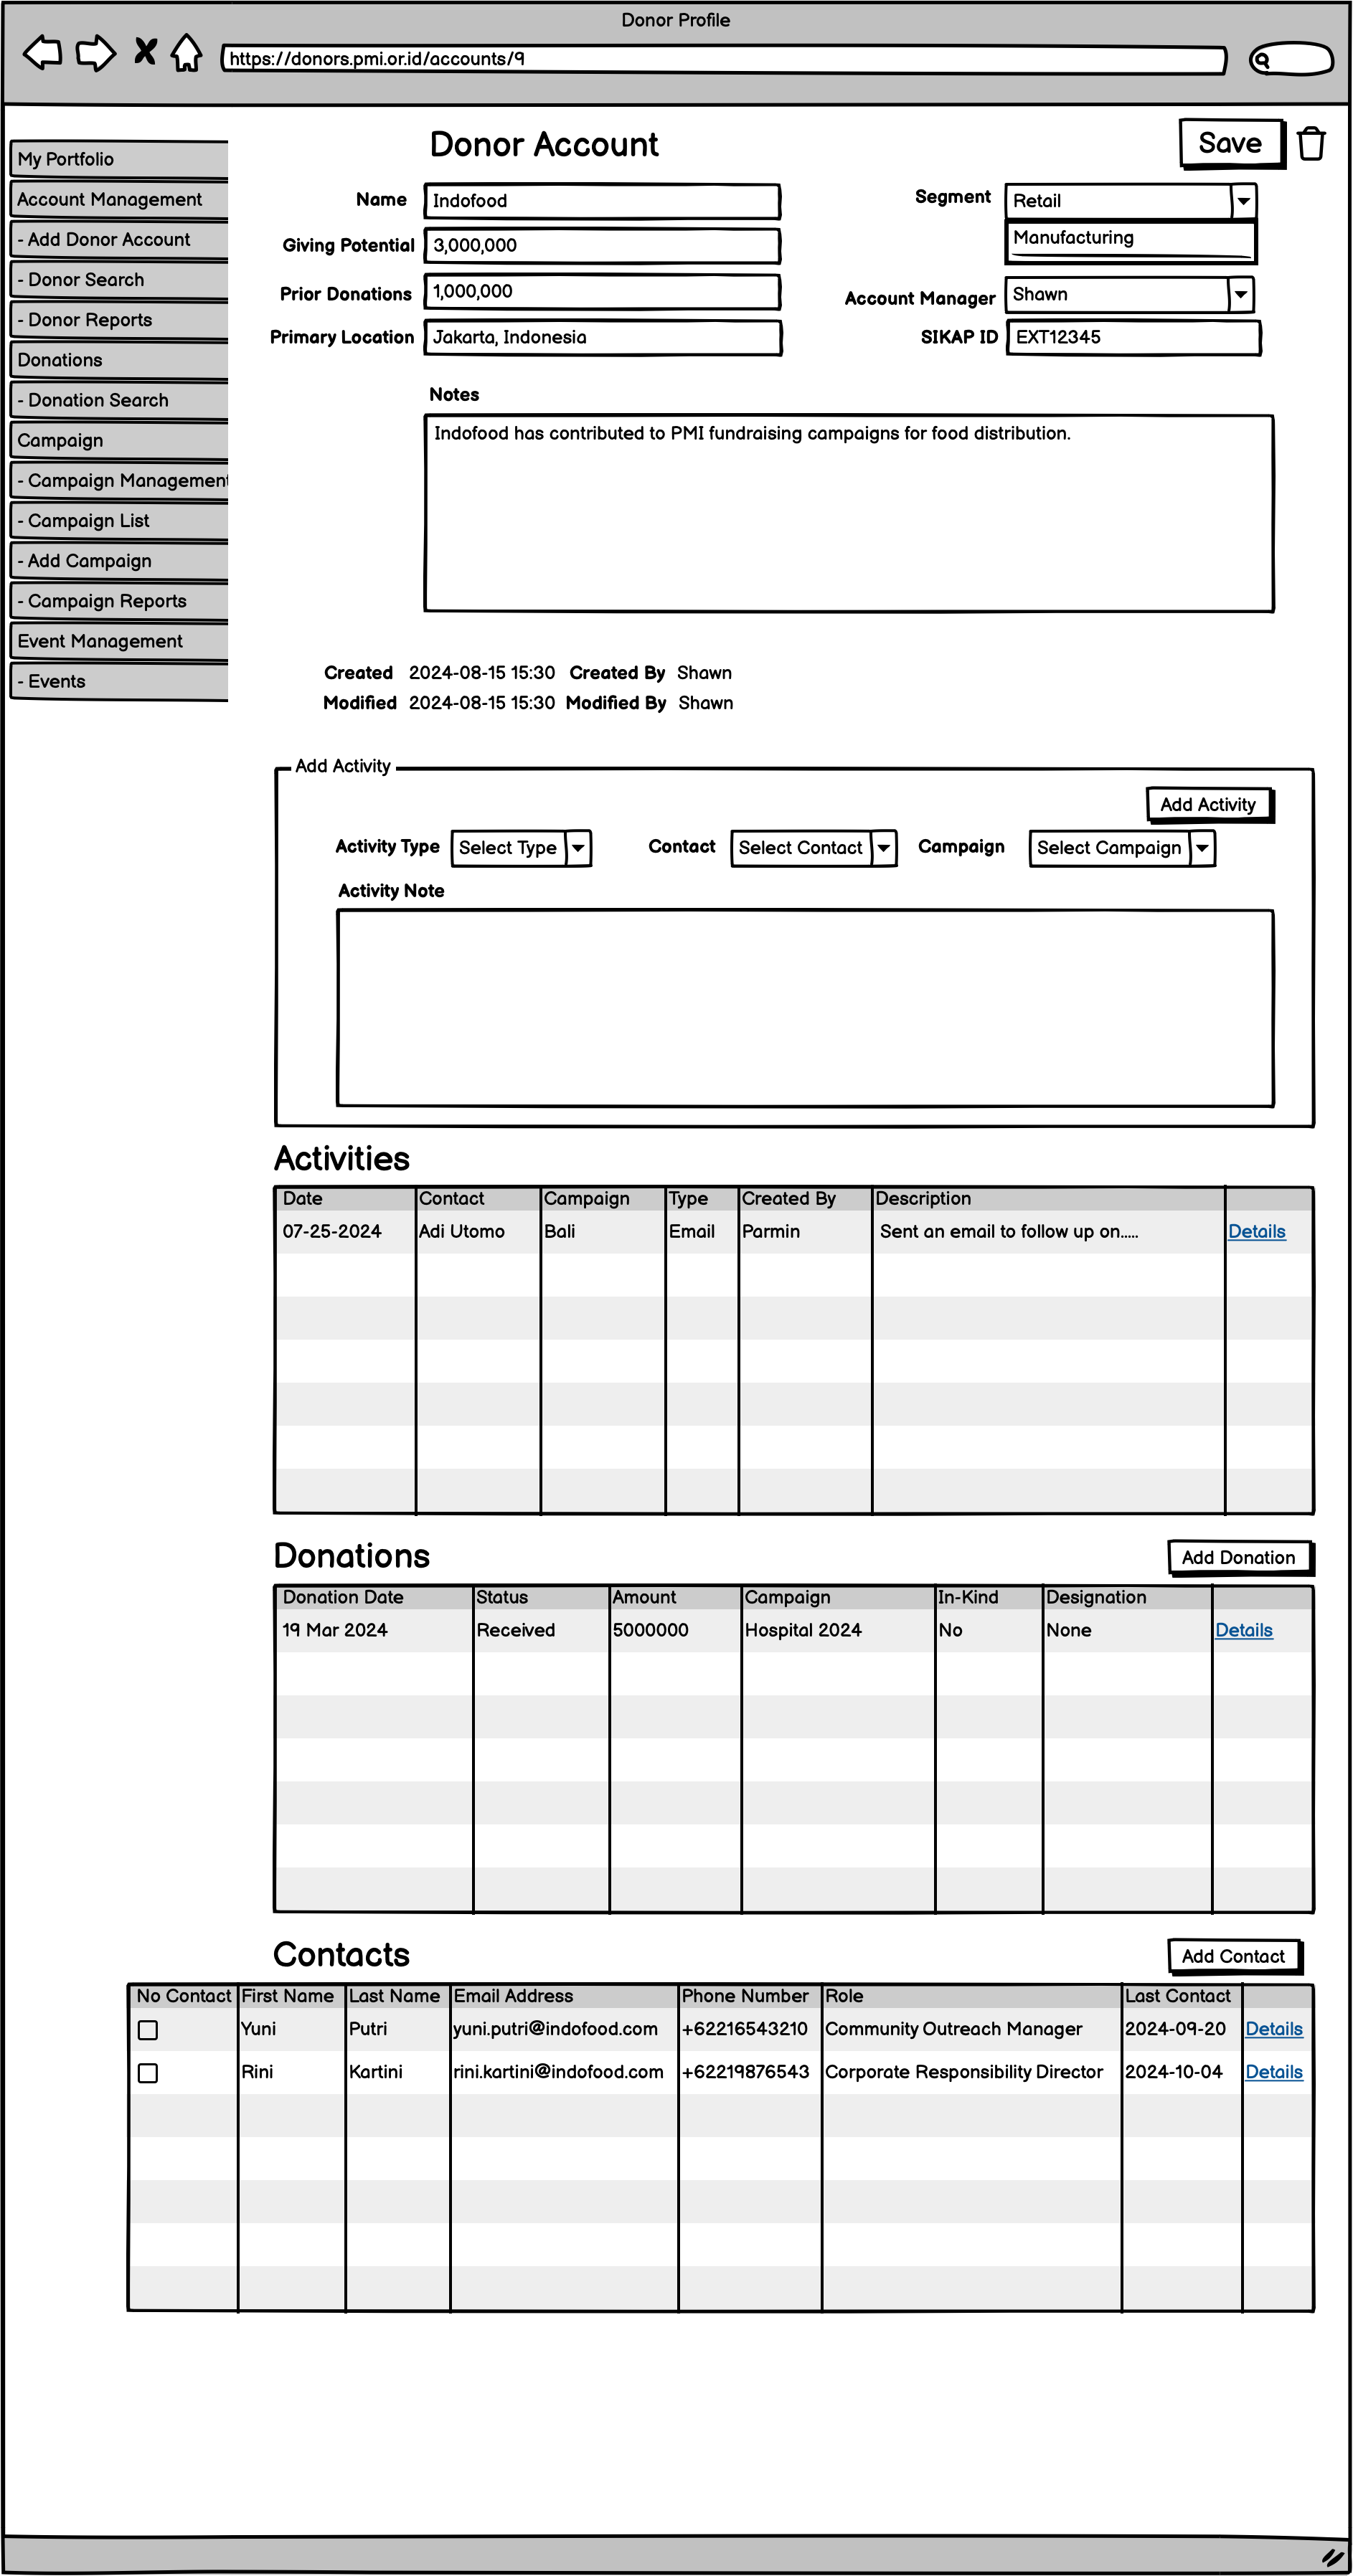 Donor Profile
https://donors.pmi.or.id/accounts/9
My Portfolio
Account Management
- Add Donor Account
- Donor Search
- Donor Reports
Donations
- Donation Search
Campaign
- Campaign Management
- Campaign List
- Add Campaign
- Campaign Reports
Event Management
- Events
Donor Account
Save
Name Indofood
Segment Retail
Manufacturing
Giving Potential 3,000,000
Prior Donations 1,000,000
Account Manager Shawn
Primary Location Jakarta, Indonesia
SIKAP ID EXT12345
Notes
Indofood has contributed to PMI fundraising campaigns for food distribution.
Created 2024-08-15 15:30 Created By Shawn
Modified 2024-08-15 15:30 Modified By Shawn
Add Activity
Add Activity
Activity Type Select Type Contact Select Contact Campaign Select Campaign
Activity Note
Activities
Date Contact Campaign Type Created By Description
07-25-2024 Adi Utomo Bali Email Parmin Sent an email to follow up on..... Details
Donations
Add Donation
Donation Date Status Amount Campaign In-Kind Designation
19 Mar 2024 Received 5000000 Hospital 2024 No None Details
Contacts
Add Contact
No Contact First Name Last Name Email Address Phone Number Role Last Contact
Yuni Putri yuni.putri@indofood.com +62216543210 Community Outreach Manager 2024-09-20 Details
Rini Kartini rini.kartini@indofood.com +62219876543 Corporate Responsibility Director 2024-10-04 Details